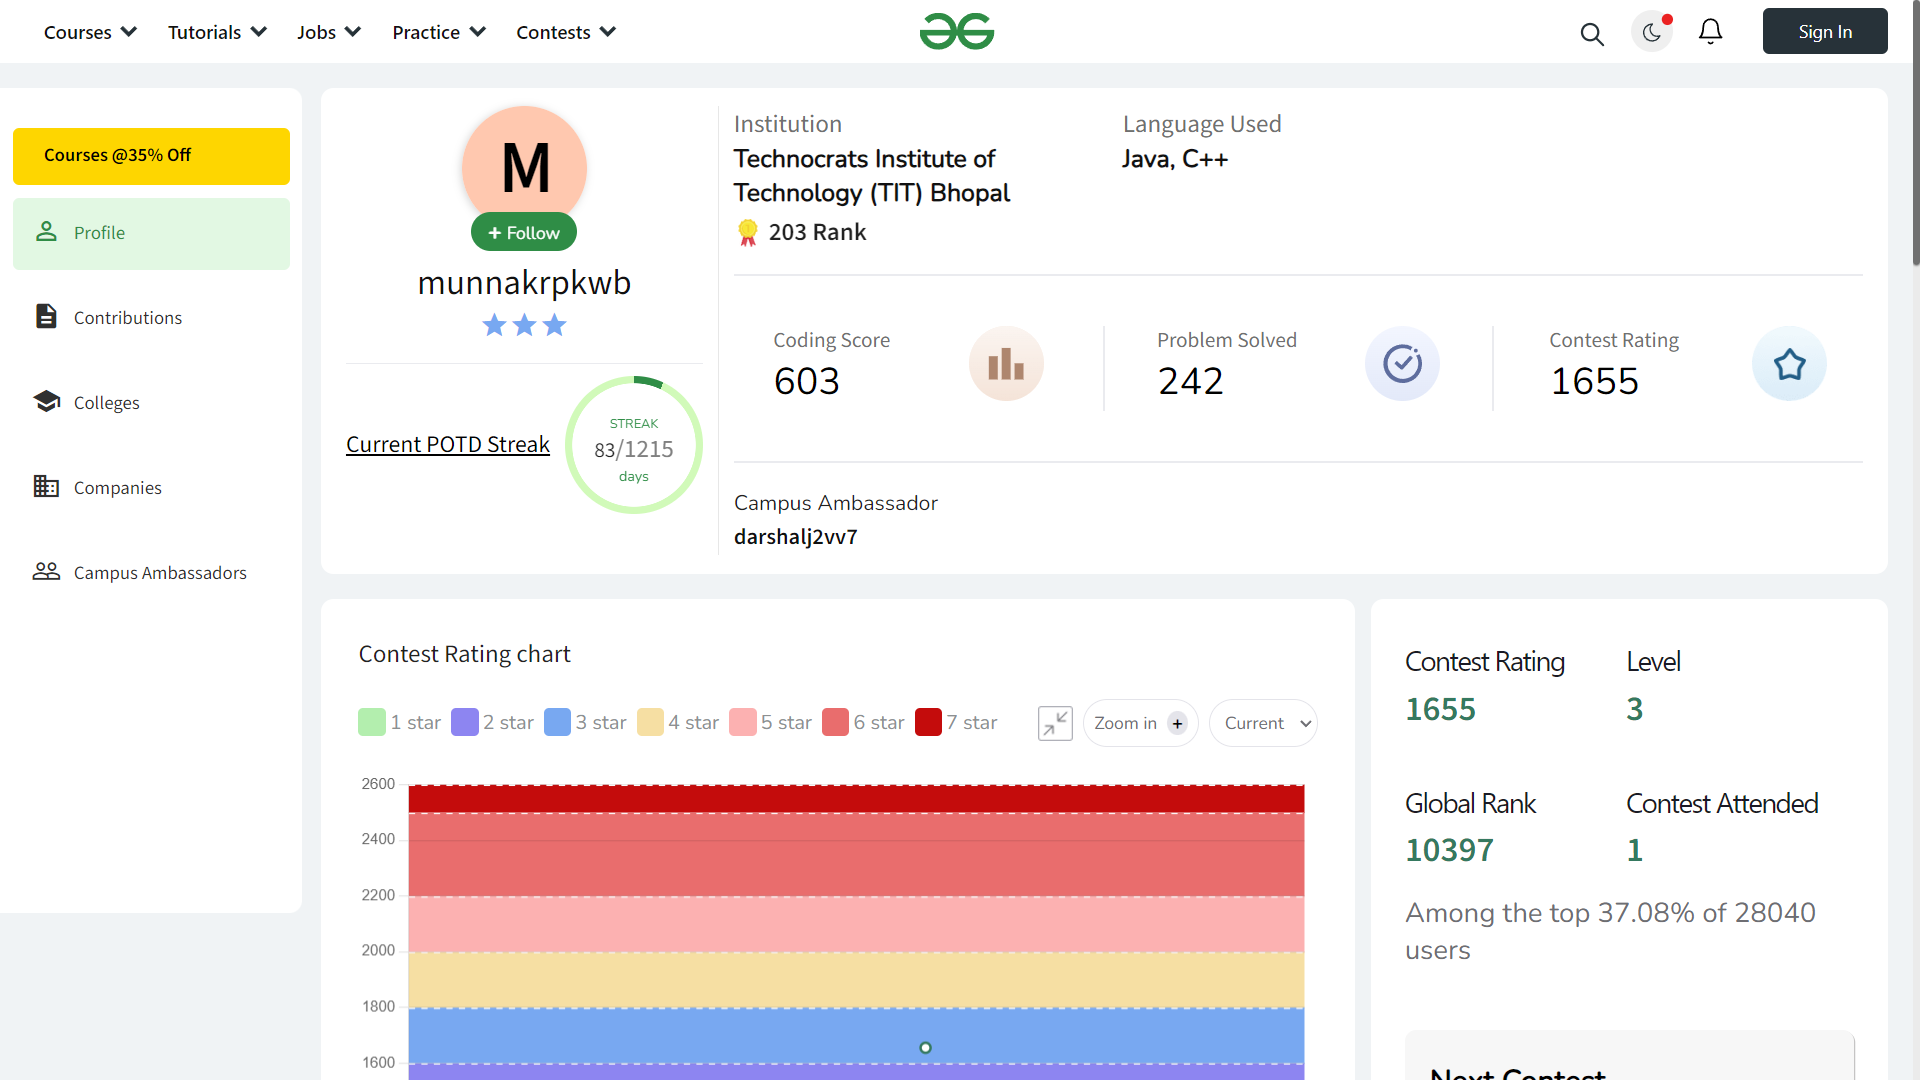 Courses
Tutorials
Jobs
Practice
Contests
Sign In
Courses @35% Off
Profile
Contributions
Colleges
Companies
Campus Ambassadors
M
+ Follow
munnakrpkwb
Current POTD Streak
STREAK
83/1215
days
Institution
Technocrats Institute of
Technology (TIT) Bhopal
203 Rank
Language Used
Java, C++
Coding Score
603
Problem Solved
242
Contest Rating
1655
Campus Ambassador
darshalj2vv7
Contest Rating chart
1 star
2 star
3 star
4 star
5 star
6 star
7 star
Zoom in +
Current
2600
2400
2200
2000
1800
1600
Contest Rating
1655
Level
3
Global Rank
10397
Contest Attended
1
Among the top 37.08% of 28040
users
Next Contest